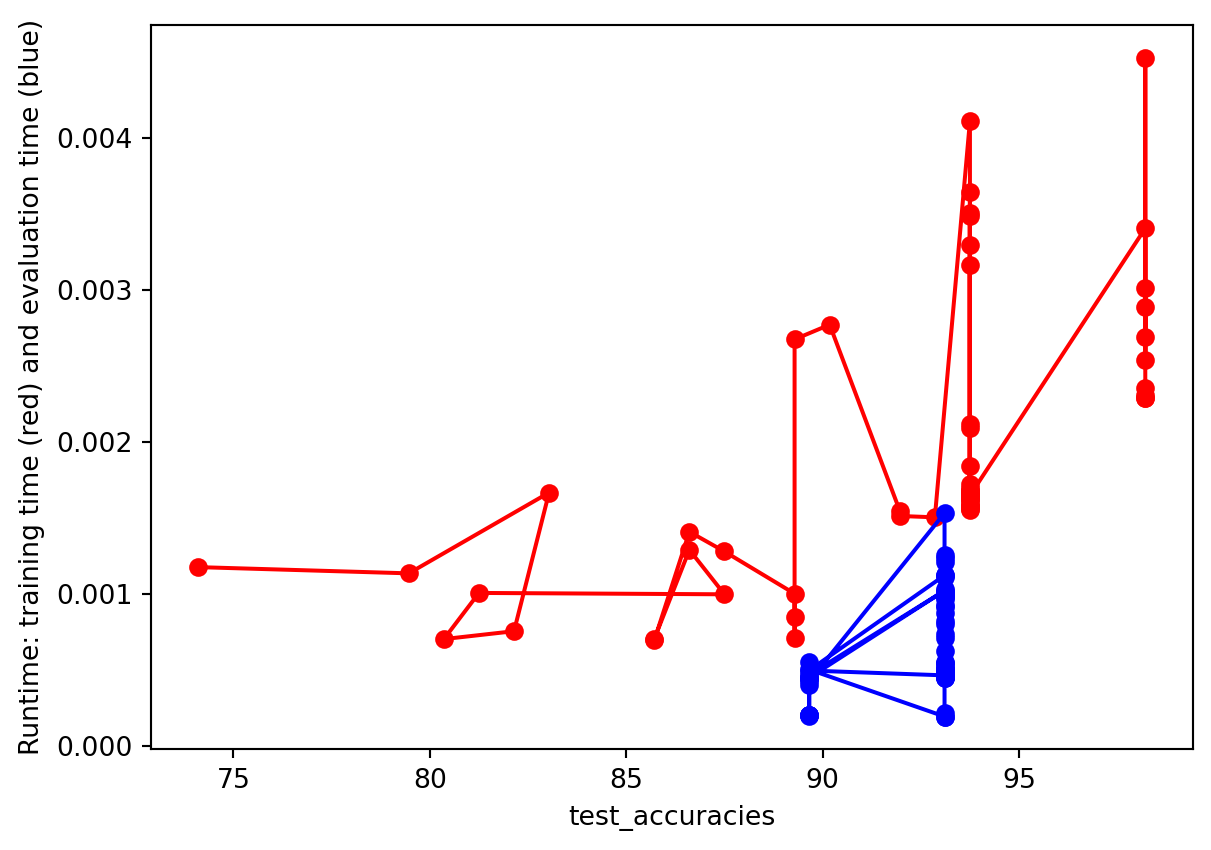 Runtime: training time (red) and evaluation time (blue)
0.004
0.003
0.002
0.001
0.000
75 80 85 90 95
test_accuracies